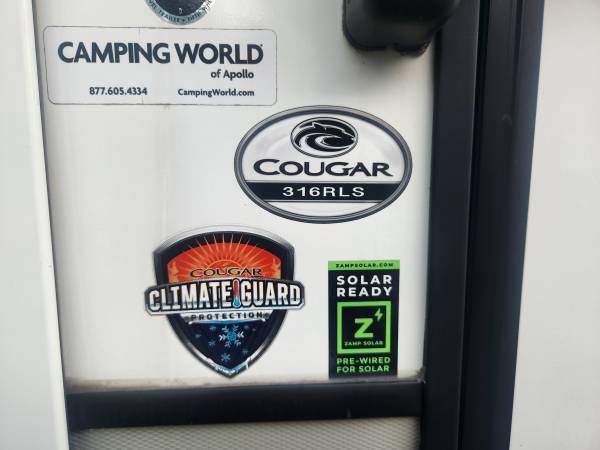 CAMPING WORLD
of Apollo
877.605.4334 CampingWorld.com
COUGAR
316RLS
COUGAR
CLIMATE GUARD
PROTECTION
ZAMPSOLAR.COM
SOLAR
READY
Z
ZAMP SOLAR
PRE-WIRED
FOR SOLAR